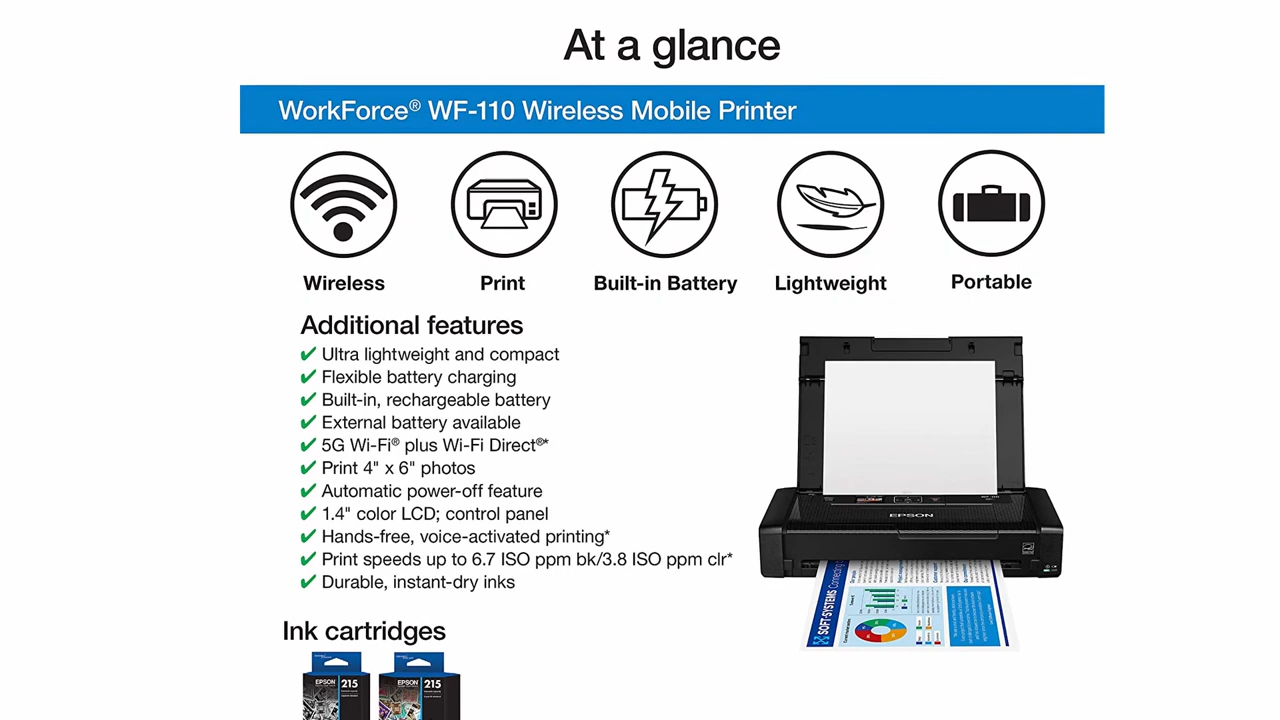 At a glance
WorkForce® WF-110 Wireless Mobile Printer
Wireless
Print
Built-in Battery
Lightweight
Portable
Additional features
✔ Ultra lightweight and compact
✔ Flexible battery charging
✔ Built-in, rechargeable battery
✔ External battery available
✔ 5G Wi-Fi® plus Wi-Fi Direct®*
✔ Print 4" x 6" photos
✔ Automatic power-off feature
✔ 1.4" color LCD; control panel
✔ Hands-free, voice-activated printing*
✔ Print speeds up to 6.7 ISO ppm bk/3.8 ISO ppm clr*
✔ Durable, instant-dry inks
EPSON
SOFT-SYSTEMS
Ink cartridges
EPSON 215
EPSON 215